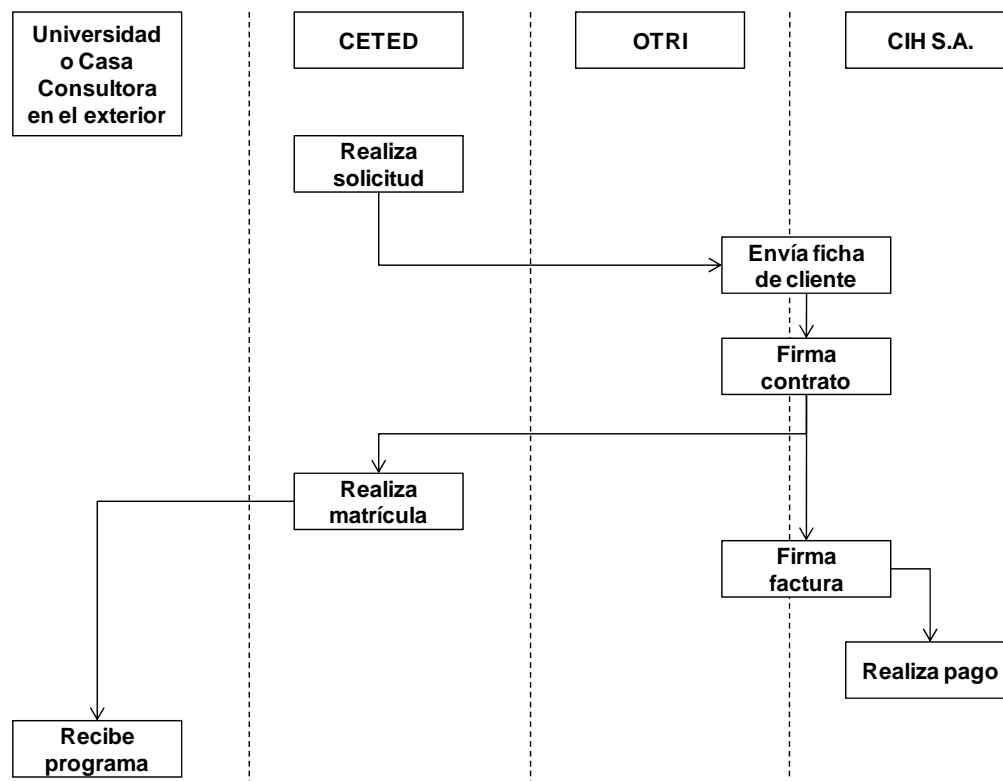 Universidad
o Casa
Consultora
en el exterior
CETED
OTRI
CIH S.A.
Realiza
solicitud
Envía ficha
de cliente
Firma
contrato
Realiza
matrícula
Firma
factura
Realiza pago
Recibe
programa